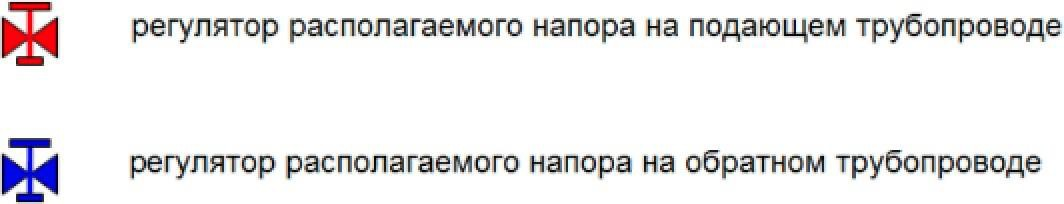 регулятор располагаемого напора на подающем трубопроводе
регулятор располагаемого напора на обратном трубопроводе